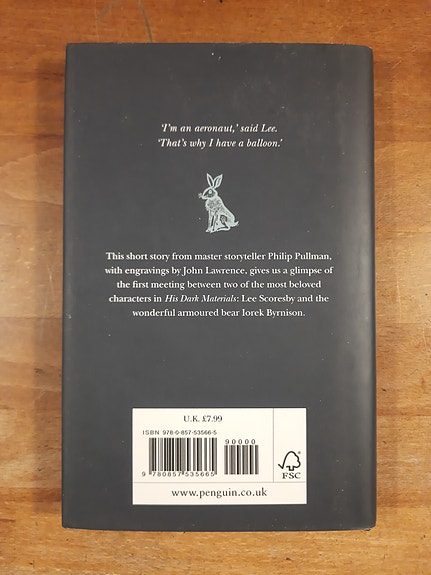 ‘I’m an aeronaut,’ said Lee.
‘That’s why I have a balloon.’
This short story from master storyteller Philip Pullman,
with engravings by John Lawrence, gives us a glimpse of
the first meeting between two of the most beloved
characters in His Dark Materials: Lee Scoresby and the
wonderful armoured bear Iorek Byrnison.
U.K. £7.99
ISBN 978-0-857-53566-5
90000
9 780857 535665
FSC
www.penguin.co.uk